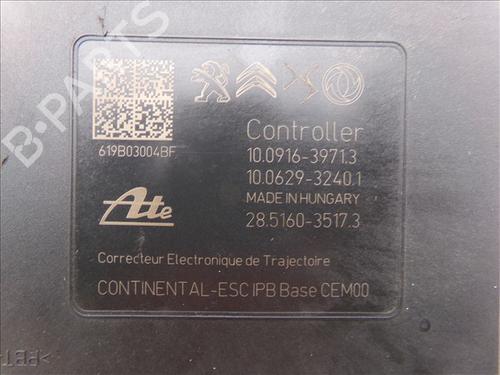 B-PARTS
619B03004BF
Controller
10.0916-3971.3
10.0629-3240.1
MADE IN HUNGARY
28.5160-3517.3
Ate
Correcteur Electronique de Trajectoire
CONTINENTAL-ESC IPB Base CEM00
>PET